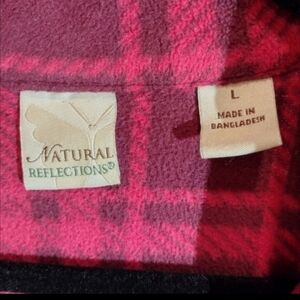 NATURAL
REFLECTIONS®
L
MADE IN
BANGLADESH